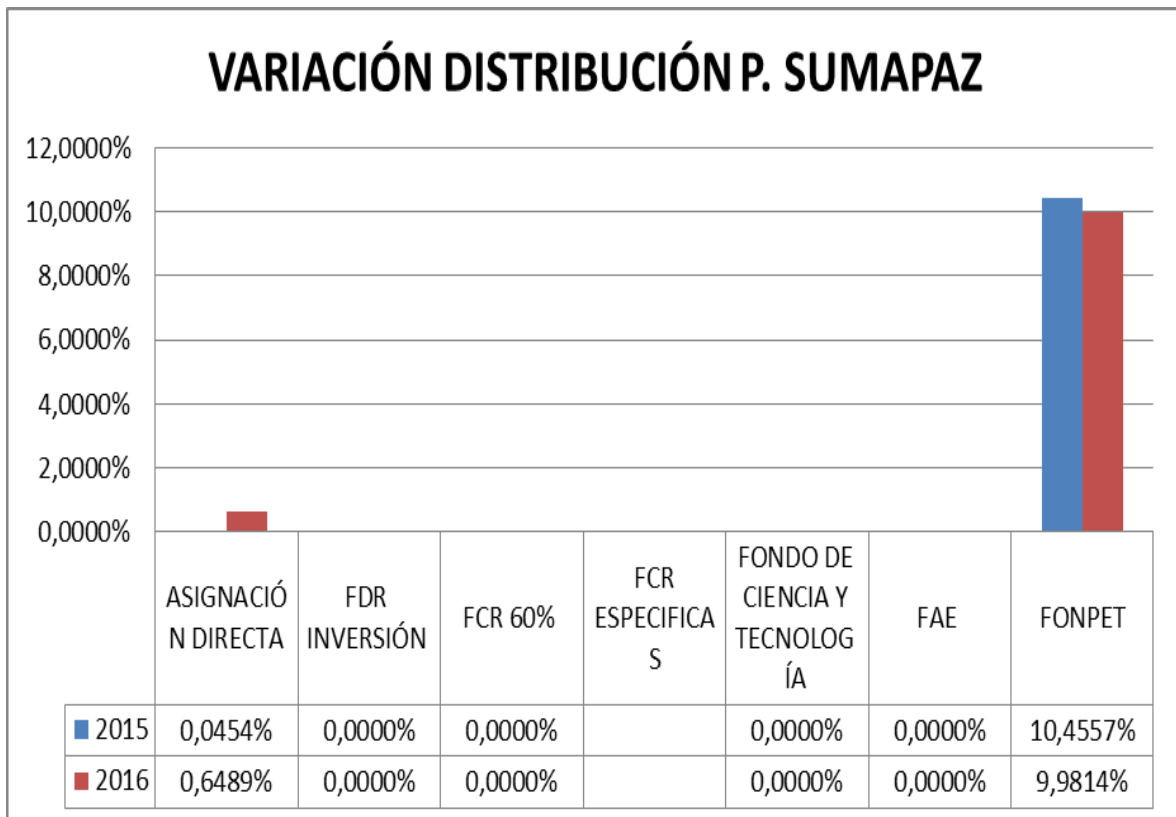 VARIACIÓN DISTRIBUCIÓN P. SUMAPAZ
12,0000%
10,0000%
8,0000%
6,0000%
4,0000%
2,0000%
0,0000%
ASIGNACIÓ
N DIRECTA
FDR
INVERSIÓN
FCR 60%
FCR
ESPECIFICA
S
FONDO DE
CIENCIA Y
TECNOLOG
ÍA
FAE
FONPET
2015 0,0454% 0,0000% 0,0000% 0,0000% 0,0000% 10,4557%
2016 0,6489% 0,0000% 0,0000% 0,0000% 0,0000% 9,9814%